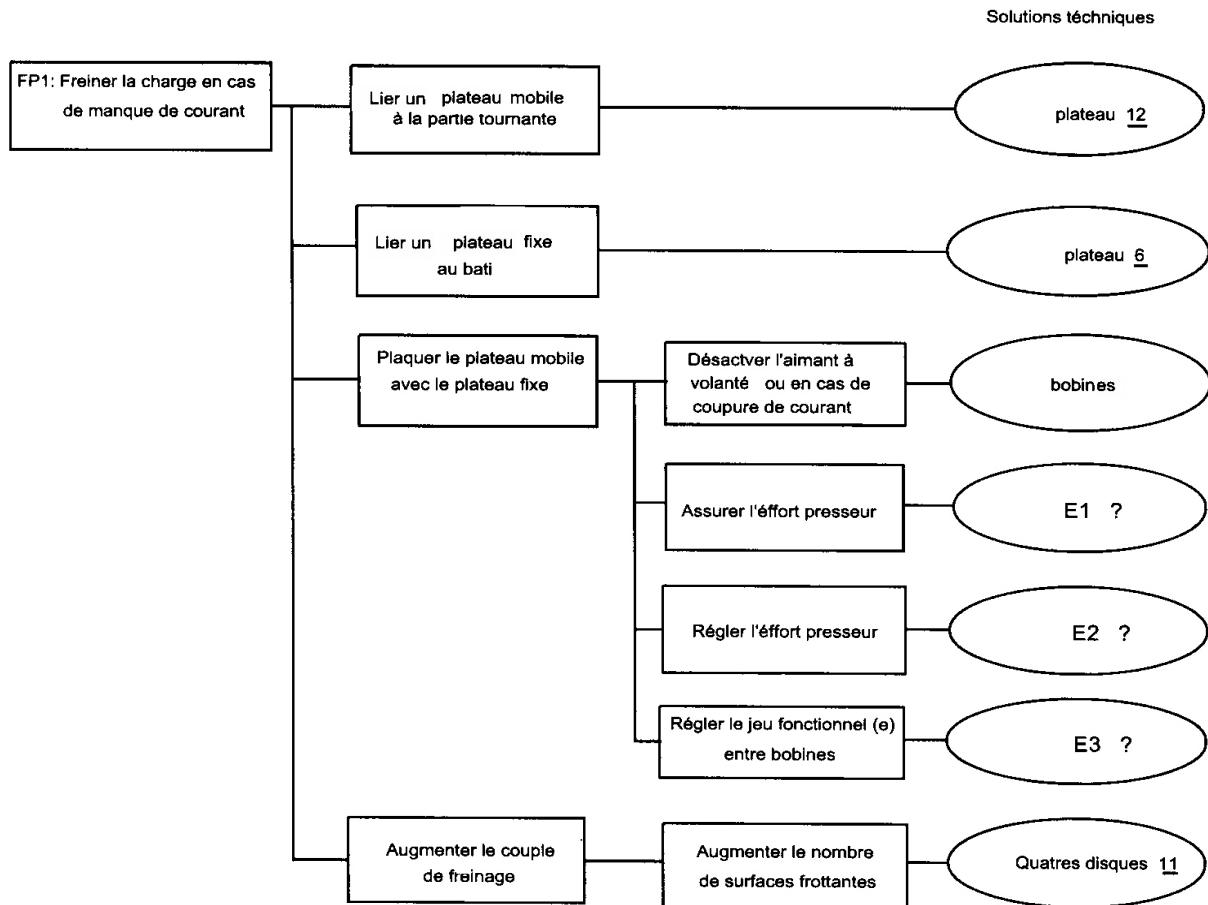 Solutions téchniques
FP1: Freiner la charge en cas
de manque de courant
Lier un plateau mobile
à la partie tournante
plateau 12
Lier un plateau fixe
au bati
plateau 6
Plaquer le plateau mobile
avec le plateau fixe
Désactver l'aimant à
volanté ou en cas de
coupure de courant
bobines
Assurer l'éffort presseur
E1 ?
Régler l'éffort presseur
E2 ?
Régler le jeu fonctionnel (e)
entre bobines
E3 ?
Augmenter le couple
de freinage
Augmenter le nombre
de surfaces frottantes
Quatres disques 11